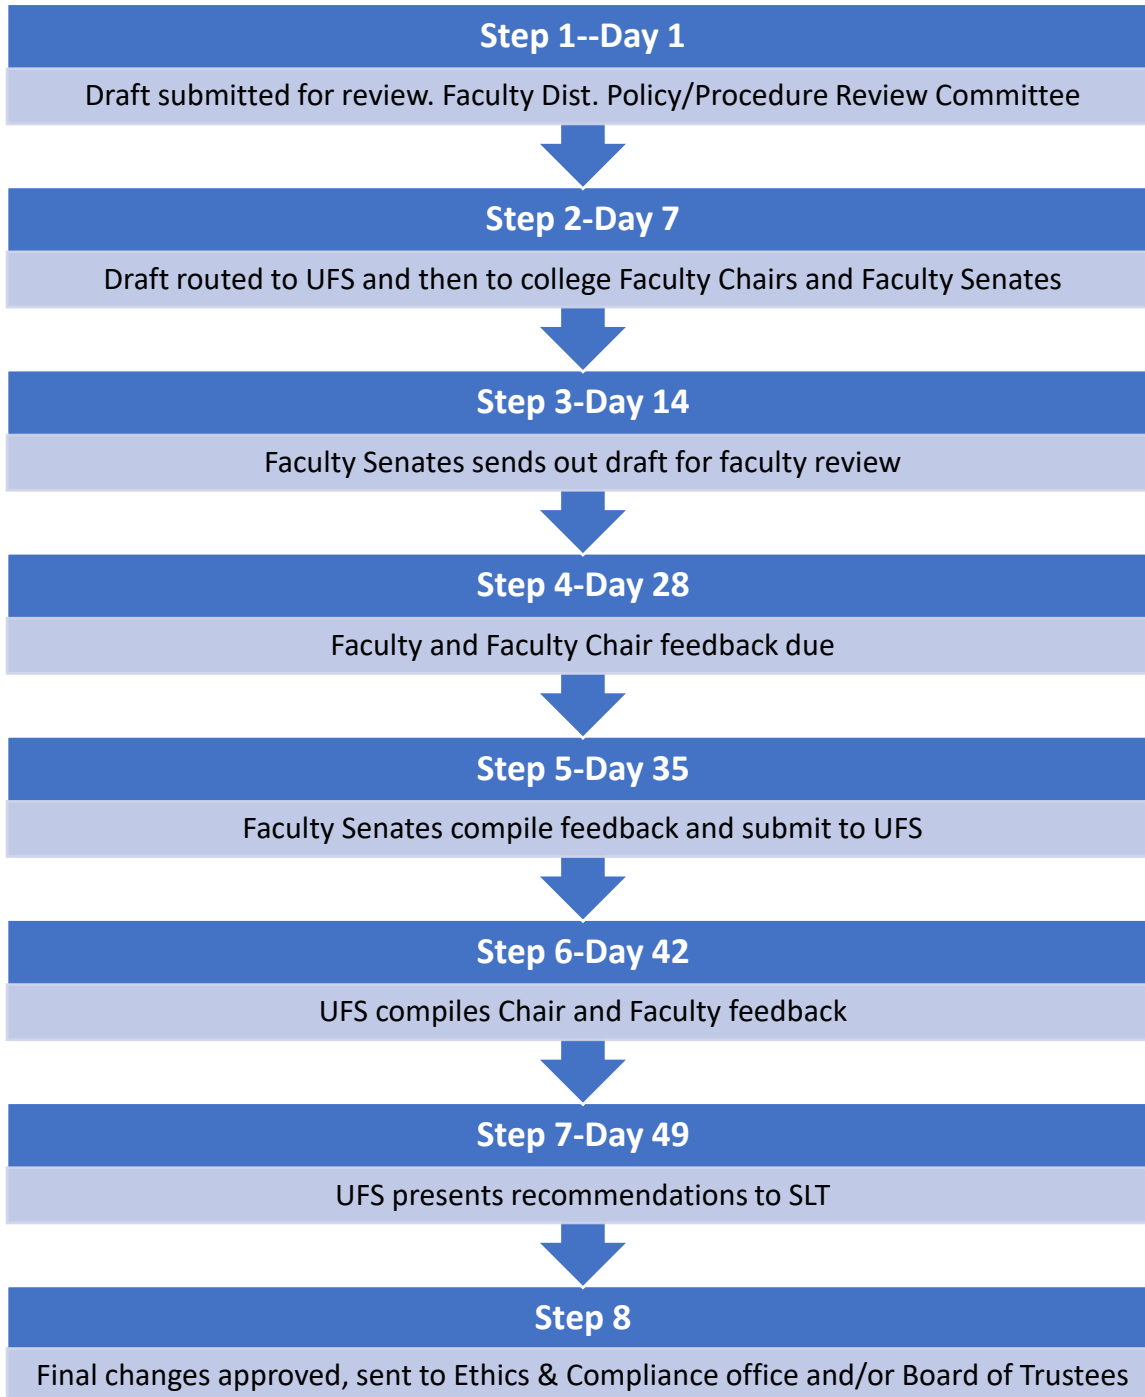 Step 1--Day 1
Draft submitted for review. Faculty Dist. Policy/Procedure Review Committee
Step 2-Day 7
Draft routed to UFS and then to college Faculty Chairs and Faculty Senates
Step 3-Day 14
Faculty Senates sends out draft for faculty review
Step 4-Day 28
Faculty and Faculty Chair feedback due
Step 5-Day 35
Faculty Senates compile feedback and submit to UFS
Step 6-Day 42
UFS compiles Chair and Faculty feedback
Step 7-Day 49
UFS presents recommendations to SLT
Step 8
Final changes approved, sent to Ethics & Compliance office and/or Board of Trustees